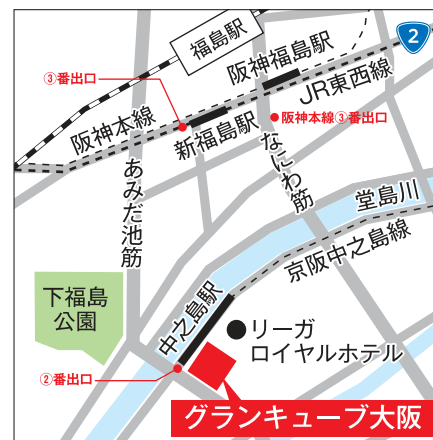 2
福島駅
③番出口
阪神福島駅
JR東西線
阪神本線
新福島駅
阪神本線③番出口
なにわ筋
あみだ池筋
堂島川
京阪中之島線
下福島
公園
中之島駅
リーガ
ロイヤルホテル
②番出口
グランキューブ大阪